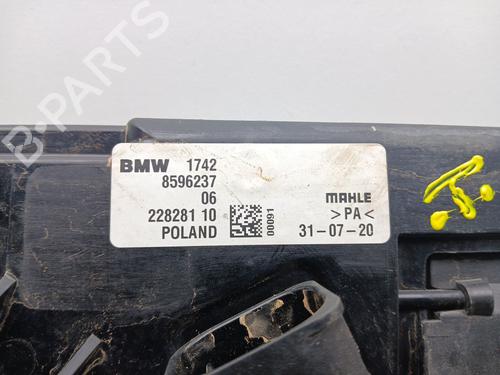 B-PARTS
BMW 1742
8596237
06
MAHLE
228281 10
00091
>PA<
POLAND
31-07-20